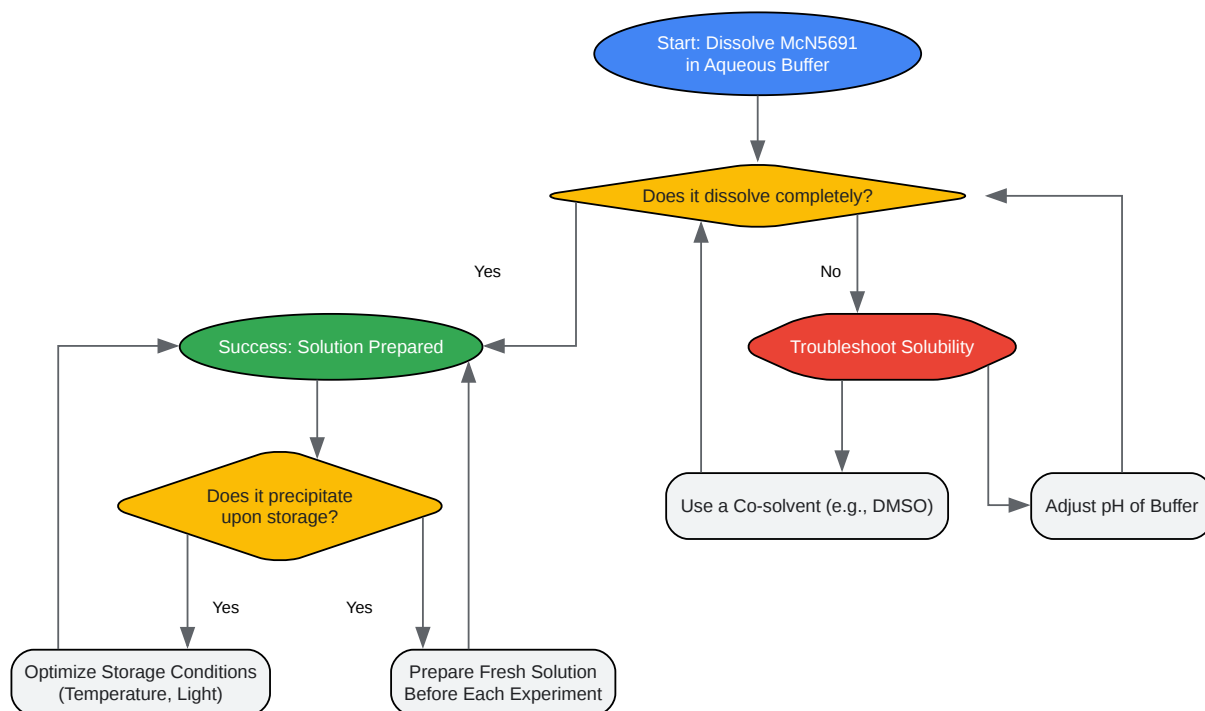 Start: Dissolve McN5691
in Aqueous Buffer
Does it dissolve completely?
Yes
No
Success: Solution Prepared
Troubleshoot Solubility
Does it precipitate
upon storage?
Use a Co-solvent (e.g., DMSO)
Adjust pH of Buffer
Yes
Yes
Optimize Storage Conditions
(Temperature, Light)
Prepare Fresh Solution
Before Each Experiment